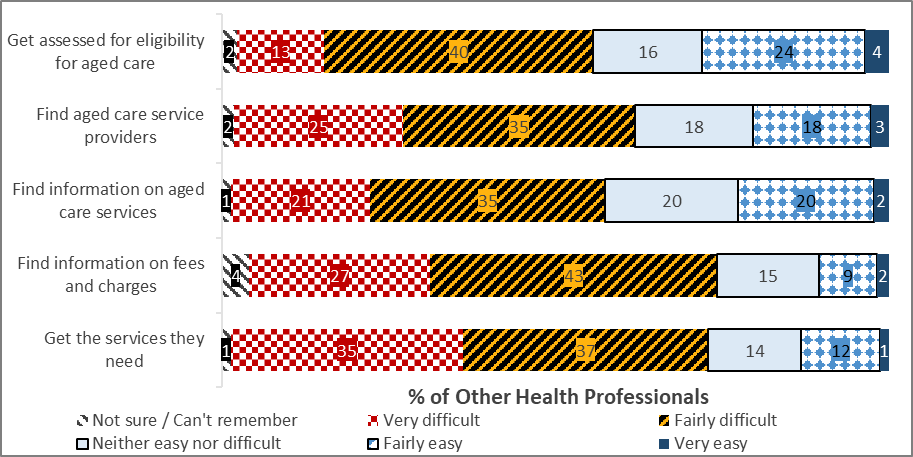 Get assessed for eligibility
for aged care
2 13 40 16 24 4
Find aged care service
providers
2 25 35 18 18 3
Find information on aged
care services
1 21 35 20 20 2
Find information on fees
and charges
4 27 43 15 9 2
Get the services they
need
1 35 37 14 12 1
% of Other Health Professionals
Not sure / Can't remember Very difficult Fairly difficult
Neither easy nor difficult Fairly easy Very easy